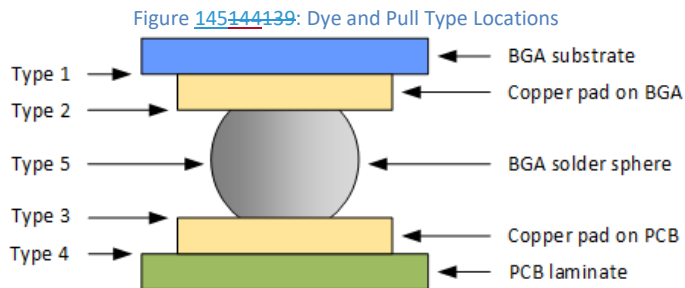 Figure 145144139: Dye and Pull Type Locations
BGA substrate
Type 1
Copper pad on BGA
Type 2
Type 5
BGA solder sphere
Type 3
Copper pad on PCB
Type 4
PCB laminate